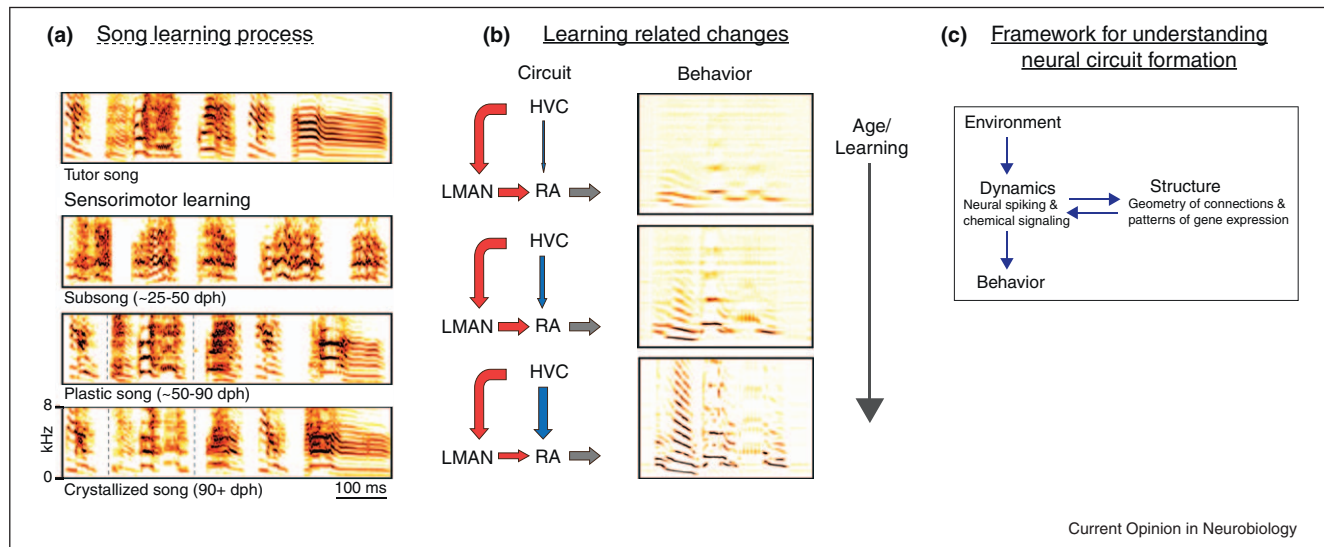 (a) Song learning process
Tutor song
Sensorimotor learning
Subsong (~25-50 dph)
Plastic song (~50-90 dph)
8
kHz
0
Crystallized song (90+ dph)
100 ms
(b) Learning related changes
Circuit
Behavior
HVC
LMAN
RA
HVC
LMAN
RA
HVC
LMAN
RA
Age/
Learning
(c) Framework for understanding
neural circuit formation
Environment
Dynamics
Neural spiking &
chemical signaling
Structure
Geometry of connections &
patterns of gene expression
Behavior
Current Opinion in Neurobiology